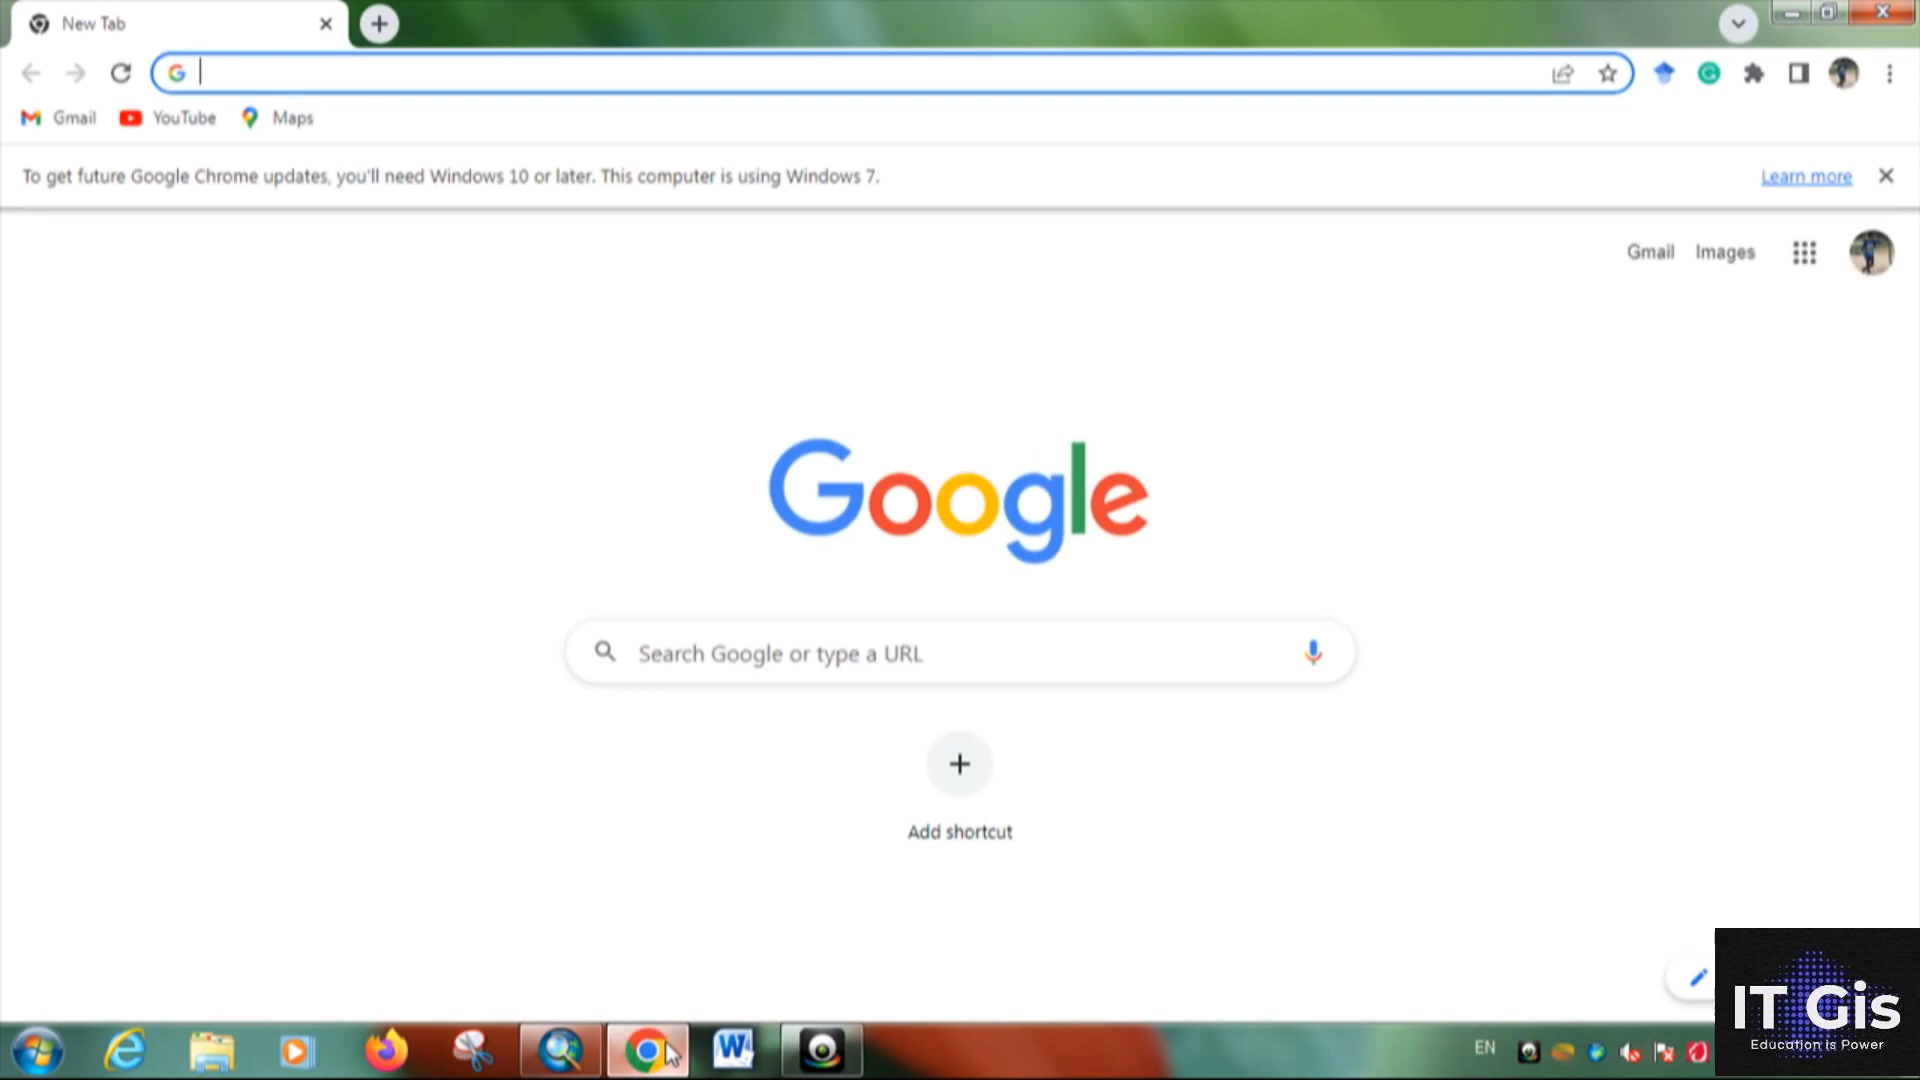 New Tab
Gmail YouTube Maps
To get future Google Chrome updates, you'll need Windows 10 or later. This computer is using Windows 7.
Learn more
Gmail Images
Google
Search Google or type a URL
Add shortcut
EN
IT Gis
Education is Power